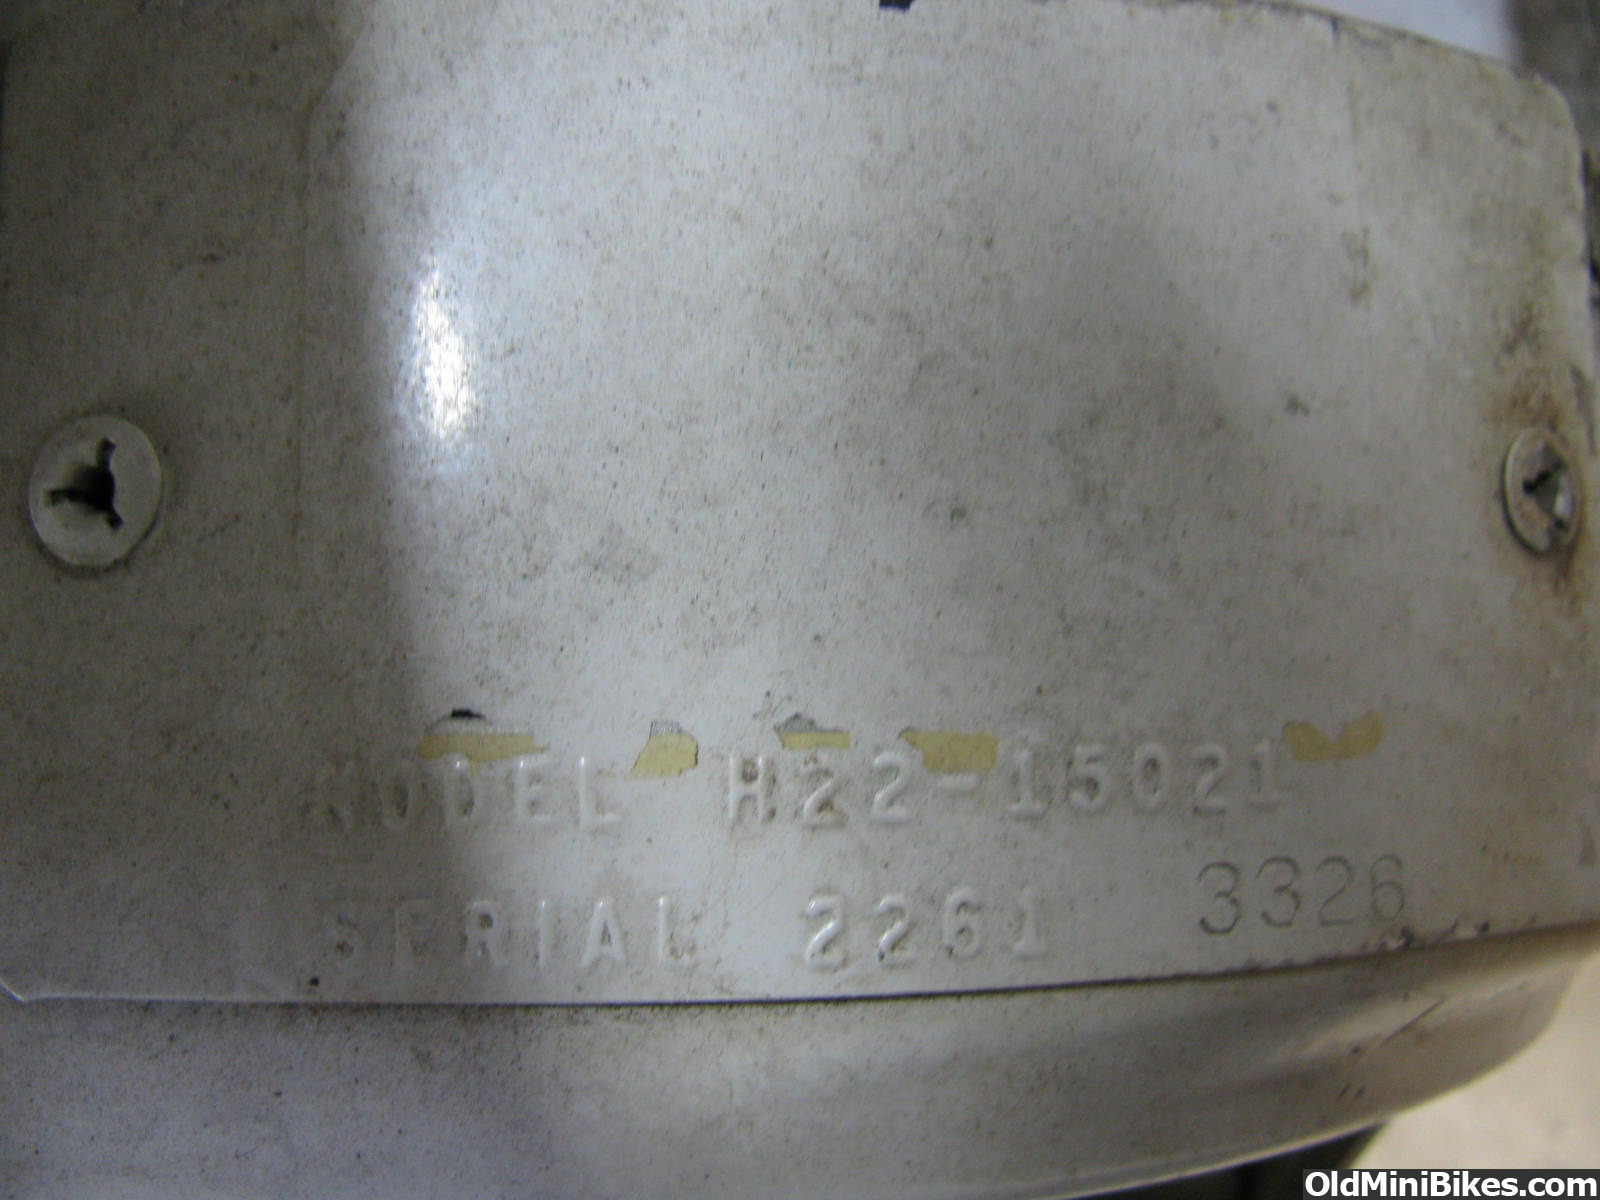 MODEL H22-15021
SERIAL 2261 3326
OldMiniBikes.com